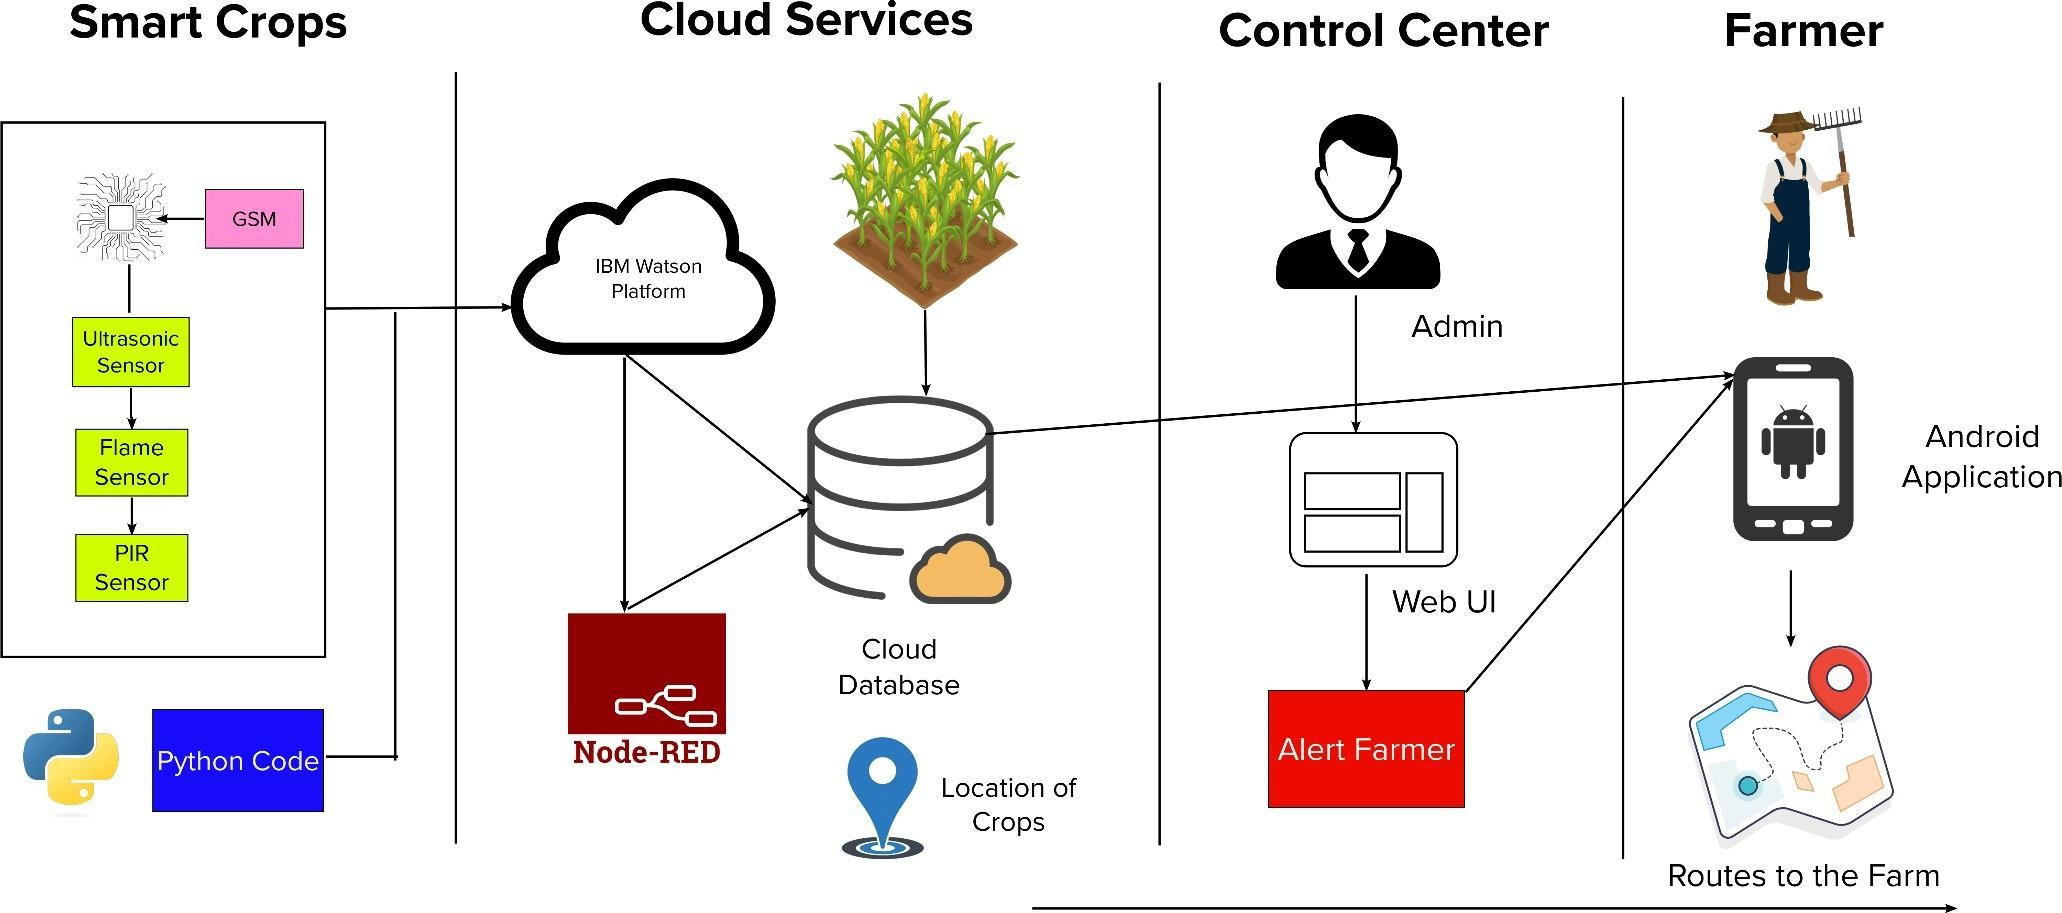 Smart Crops
Cloud Services
Control Center
Farmer
GSM
Ultrasonic
Sensor
Flame
Sensor
PIR
Sensor
Python Code
IBM Watson
Platform
Node-RED
Cloud
Database
Location of
Crops
Admin
Web UI
Alert Farmer
Android
Application
Routes to the Farm